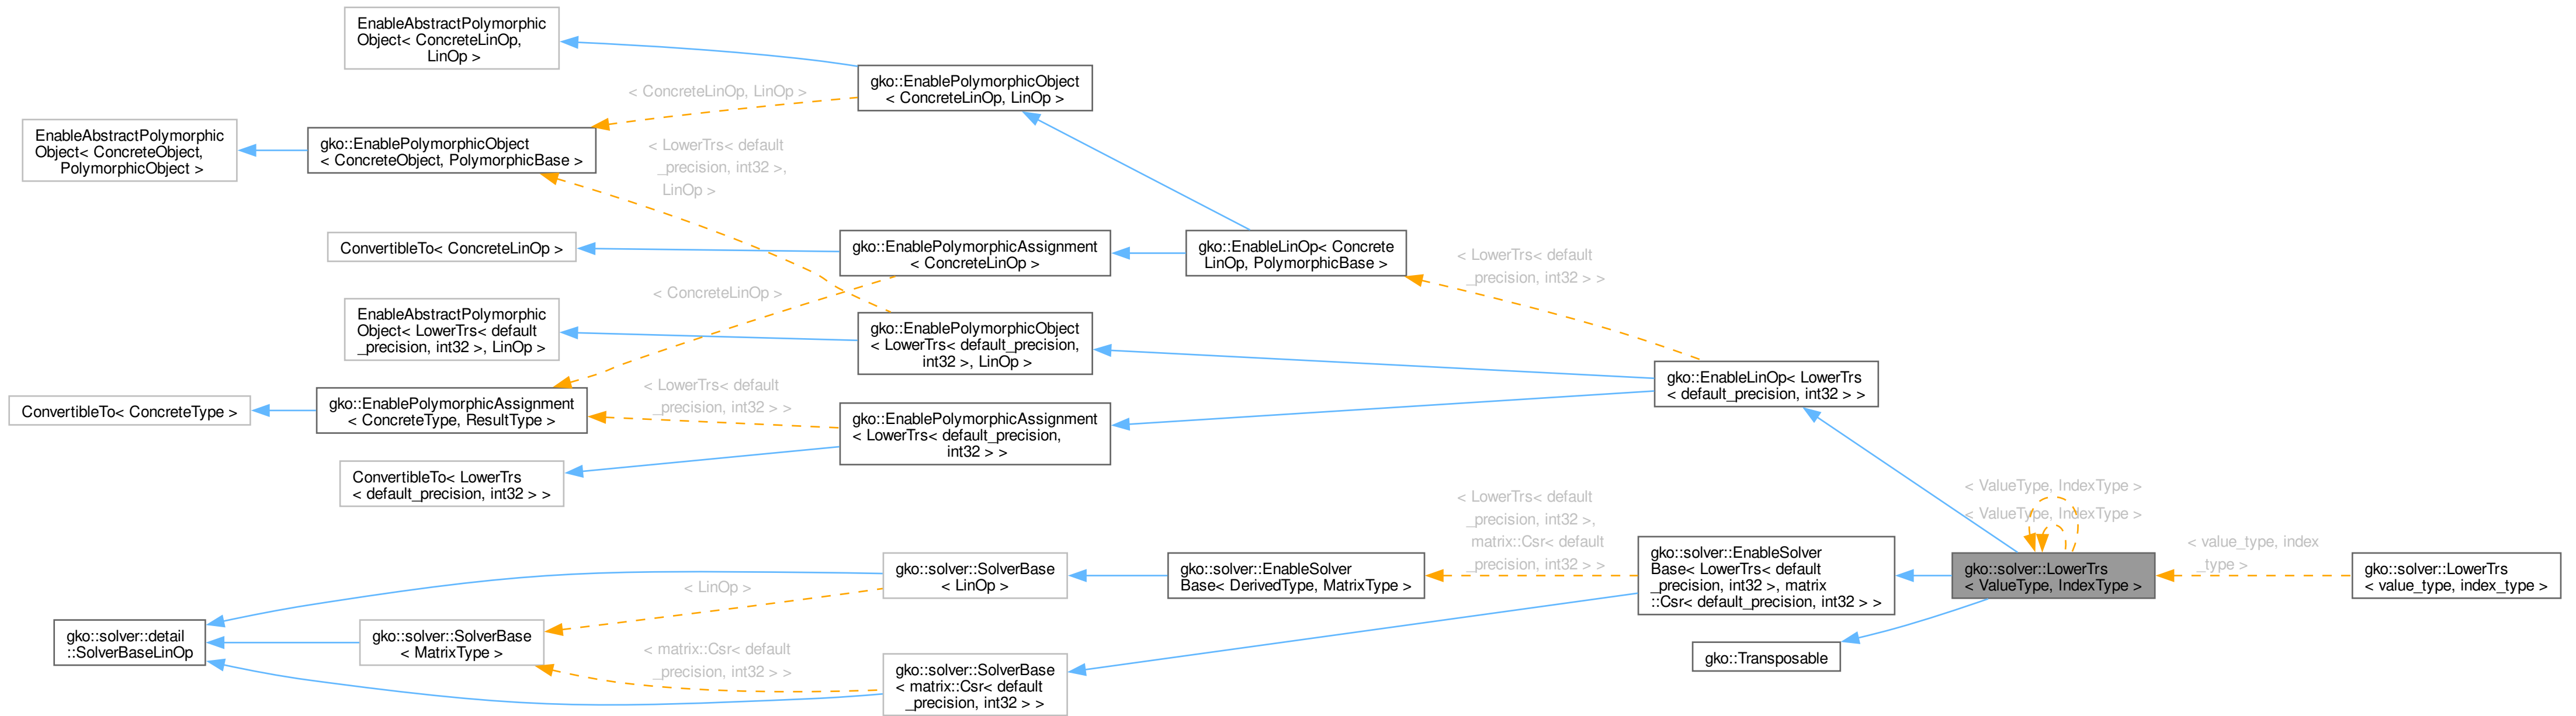 EnableAbstractPolymorphic
Object< ConcreteLinOp,
LinOp >
gko::EnablePolymorphicObject
< ConcreteLinOp, LinOp >
< ConcreteLinOp, LinOp >
EnableAbstractPolymorphic
Object< ConcreteObject,
PolymorphicObject >
gko::EnablePolymorphicObject
< ConcreteObject, PolymorphicBase >
< LowerTrs< default
_precision, int32 >,
LinOp >
ConvertibleTo< ConcreteLinOp >
gko::EnablePolymorphicAssignment
< ConcreteLinOp >
gko::EnableLinOp< Concrete
LinOp, PolymorphicBase >
< LowerTrs< default
_precision, int32 > >
< ConcreteLinOp >
EnableAbstractPolymorphic
Object< LowerTrs< default
_precision, int32 >, LinOp >
gko::EnablePolymorphicObject
< LowerTrs< default_precision,
int32 >, LinOp >
gko::EnableLinOp< LowerTrs
< default_precision, int32 > >
ConvertibleTo< ConcreteType >
gko::EnablePolymorphicAssignment
< ConcreteType, ResultType >
< LowerTrs< default
_precision, int32 > >
gko::EnablePolymorphicAssignment
< LowerTrs< default_precision,
int32 > >
ConvertibleTo< LowerTrs
< default_precision, int32 > >
< ValueType, IndexType >
< ValueType, IndexType >
< LowerTrs< default
_precision, int32 >,
matrix::Csr< default
_precision, int32 > >
gko::solver::SolverBase
< LinOp >
gko::solver::EnableSolver
Base< DerivedType, MatrixType >
gko::solver::EnableSolver
Base< LowerTrs< default
_precision, int32 >, matrix
::Csr< default_precision, int32 > >
gko::solver::LowerTrs
< ValueType, IndexType >
< value_type, index
_type >
gko::solver::LowerTrs
< value_type, index_type >
< LinOp >
gko::solver::detail
::SolverBaseLinOp
gko::solver::SolverBase
< MatrixType >
< matrix::Csr< default
_precision, int32 > >
gko::solver::SolverBase
< matrix::Csr< default
_precision, int32 > >
gko::Transposable